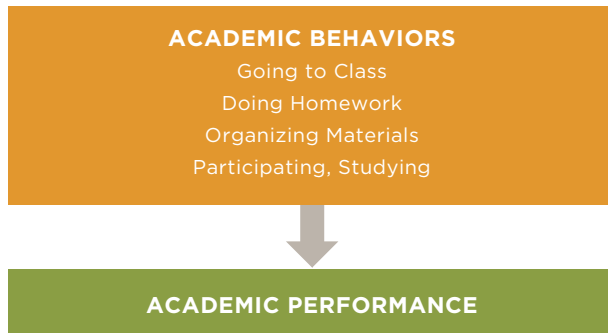 ACADEMIC BEHAVIORS
Going to Class
Doing Homework
Organizing Materials
Participating, Studying
ACADEMIC PERFORMANCE